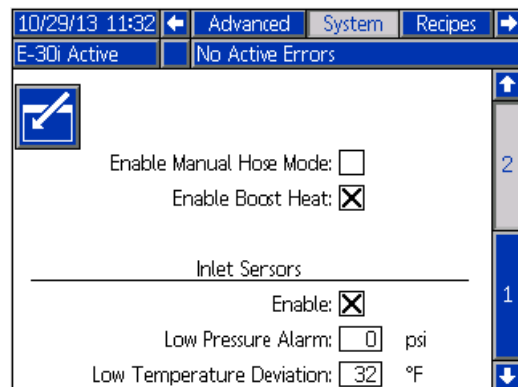 10/29/13 11:32 Advanced System Recipes
E-30i Active No Active Errors
Enable Manual Hose Mode:
Enable Boost Heat:
2
Inlet Sersors
Enable:
1
Low Pressure Alarm: 0 psi
Low Temperature Deviation: 32 °F